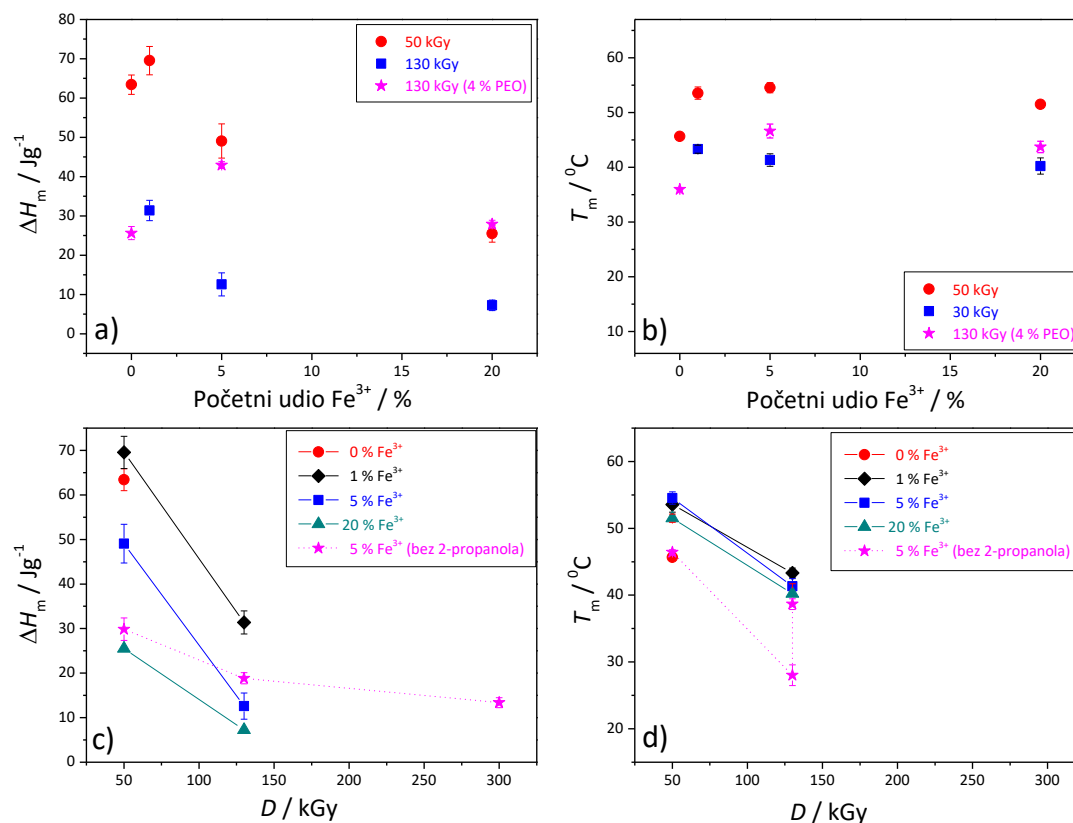 80
70
60
50
40
30
20
10
0
ΔHm / Jg-1
50 kGy
130 kGy
130 kGy (4 % PEO)
a)
0 5 10 15 20
Početni udio Fe3+ / %
60
50
40
30
20
10
Tm / 0C
50 kGy
30 kGy
130 kGy (4 % PEO)
b)
0 5 10 15 20
Početni udio Fe3+ / %
70
60
50
40
30
20
10
0
ΔHm / Jg-1
0 % Fe3+
1 % Fe3+
5 % Fe3+
20 % Fe3+
5 % Fe3+ (bez 2-propanola)
c)
50 100 150 200 250 300
D / kGy
60
50
40
30
20
Tm / 0C
0 % Fe3+
1 % Fe3+
5 % Fe3+
20 % Fe3+
5 % Fe3+ (bez 2-propanola)
d)
50 100 150 200 250 300
D / kGy